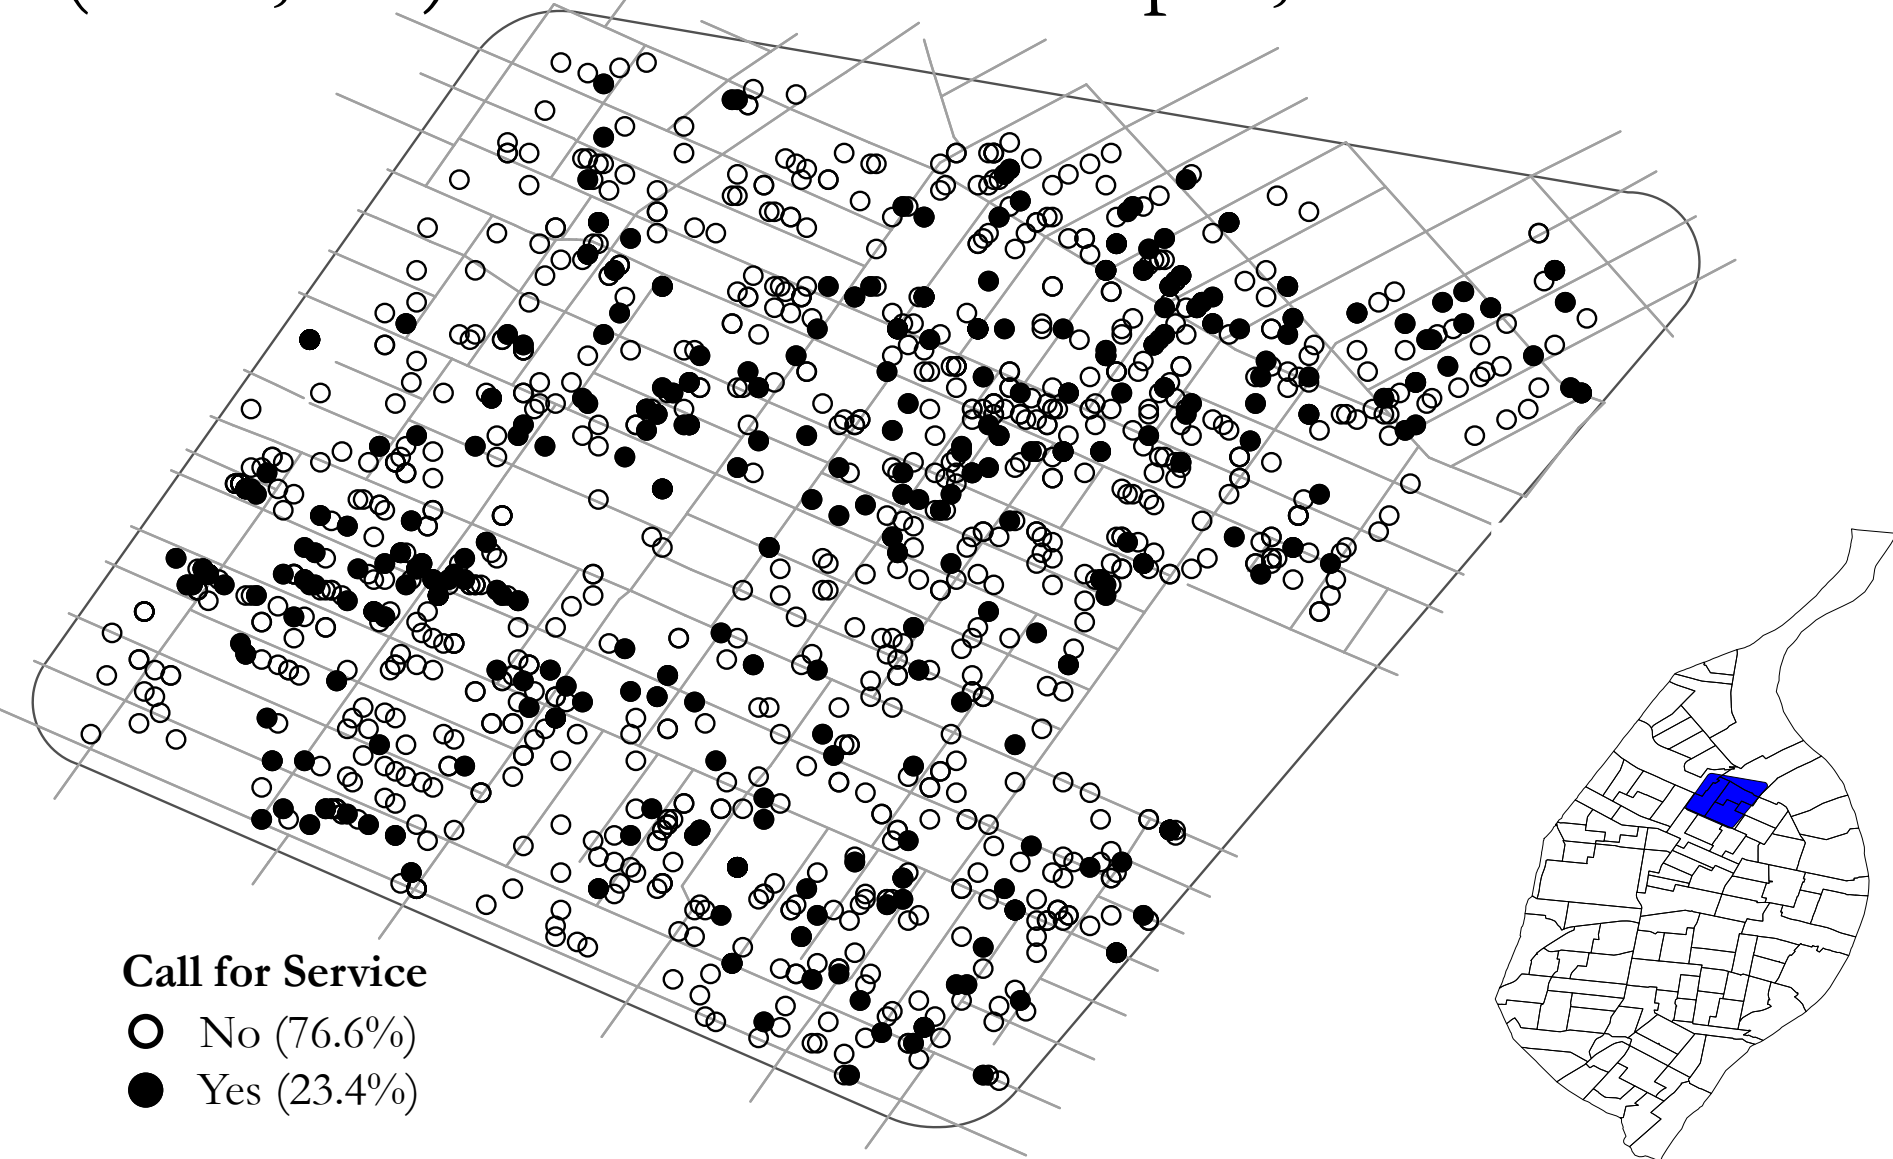 Call for Service
No (76.6%)
Yes (23.4%)